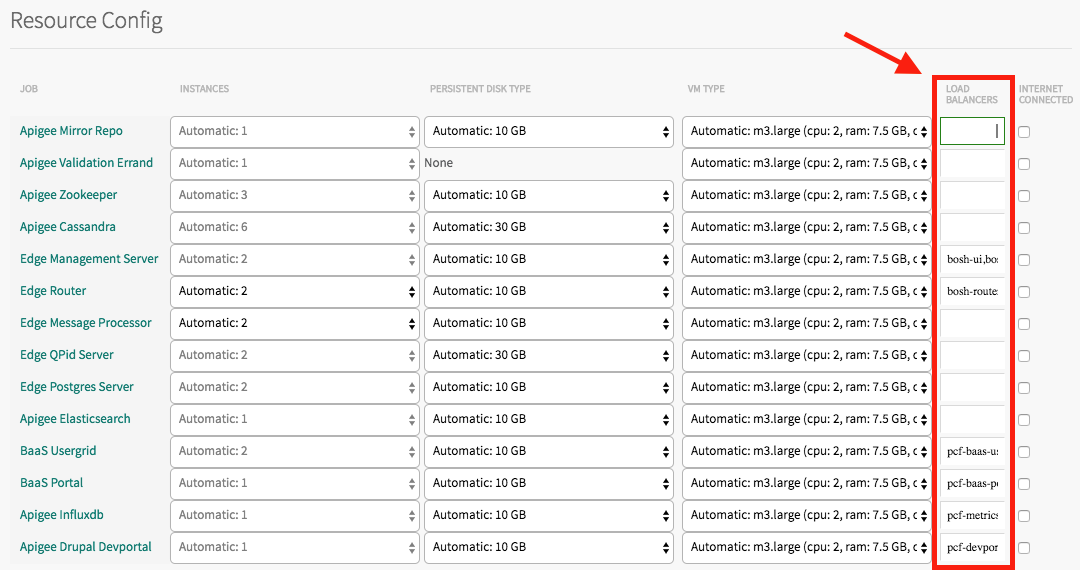 Resource Config
JOB INSTANCES PERSISTENT DISK TYPE VM TYPE LOAD BALANCERS INTERNET CONNECTED
Apigee Mirror Repo Automatic: 1 Automatic: 10 GB Automatic: m3.large (cpu: 2, ram: 7.5 GB, c
Apigee Validation Errand Automatic: 1 None Automatic: m3.large (cpu: 2, ram: 7.5 GB, c
Apigee Zookeeper Automatic: 3 Automatic: 10 GB Automatic: m3.large (cpu: 2, ram: 7.5 GB, c
Apigee Cassandra Automatic: 6 Automatic: 30 GB Automatic: m3.large (cpu: 2, ram: 7.5 GB, c
Edge Management Server Automatic: 2 Automatic: 10 GB Automatic: m3.large (cpu: 2, ram: 7.5 GB, c bosh-ui,bos
Edge Router Automatic: 2 Automatic: 10 GB Automatic: m3.large (cpu: 2, ram: 7.5 GB, c bosh-route
Edge Message Processor Automatic: 2 Automatic: 10 GB Automatic: m3.large (cpu: 2, ram: 7.5 GB, c
Edge QPid Server Automatic: 2 Automatic: 30 GB Automatic: m3.large (cpu: 2, ram: 7.5 GB, c
Edge Postgres Server Automatic: 2 Automatic: 10 GB Automatic: m3.large (cpu: 2, ram: 7.5 GB, c
Apigee Elasticsearch Automatic: 1 Automatic: 10 GB Automatic: m3.large (cpu: 2, ram: 7.5 GB, c
BaaS Usergrid Automatic: 2 Automatic: 10 GB Automatic: m3.large (cpu: 2, ram: 7.5 GB, c pcf-baas-us
BaaS Portal Automatic: 1 Automatic: 10 GB Automatic: m3.large (cpu: 2, ram: 7.5 GB, c pcf-baas-po
Apigee Influxdb Automatic: 1 Automatic: 10 GB Automatic: m3.large (cpu: 2, ram: 7.5 GB, c pcf-metrics
Apigee Drupal Devportal Automatic: 1 Automatic: 10 GB Automatic: m3.large (cpu: 2, ram: 7.5 GB, c pcf-devpor